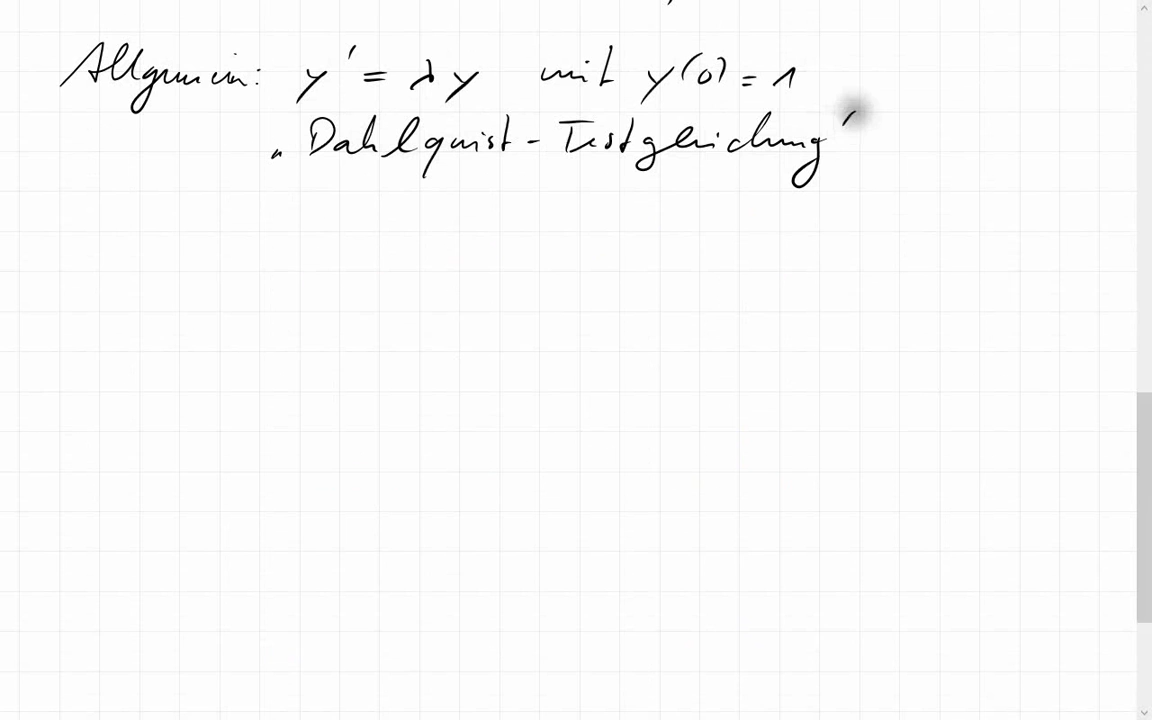 Allgemein: y' = λy mit y(0) = 1
„Dahlquist-Testgleichung"